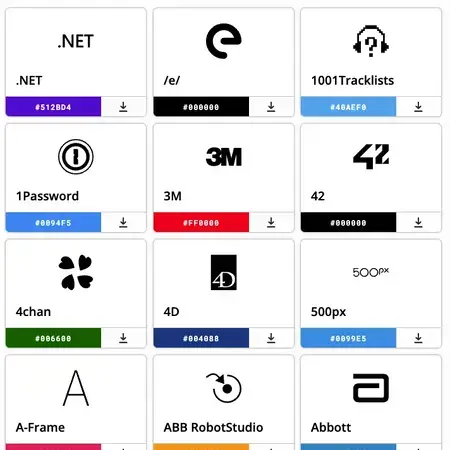 .NET
.NET
#512BD4
/e/
#000000
1001Tracklists
#40AEF0
1Password
#0094F5
3M
3M
#FF0000
42
42
#000000
4chan
#006600
4D
4D
#004088
500px
500px
#0099E5
A
A-Frame
ABB RobotStudio
Abbott